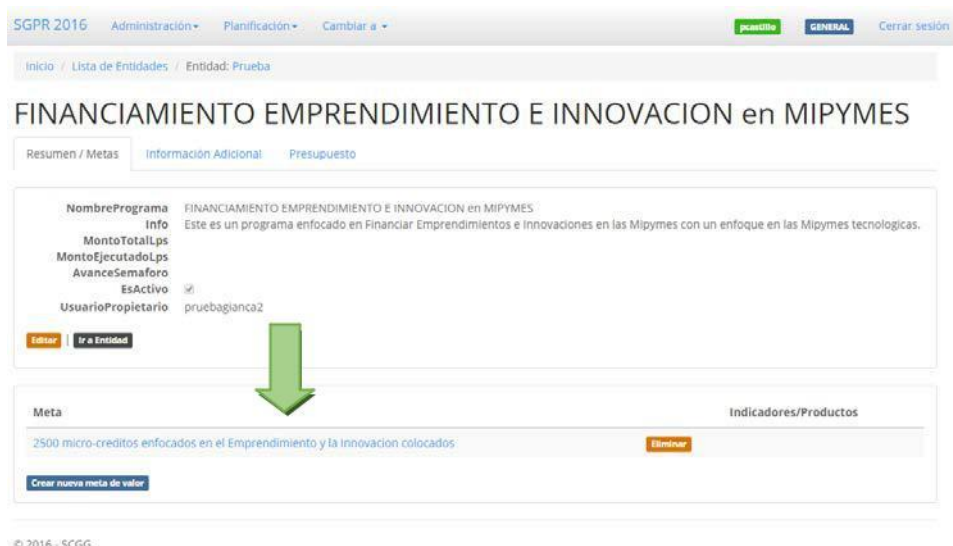 SGPR 2016 Administración Planificación Cambiar a pcastillo GENERAL Cerrar sesión
Inicio / Lista de Entidades / Entidad: Prueba
FINANCIAMIENTO EMPRENDIMIENTO E INNOVACION en MIPYMES
Resumen / Metas Información Adicional Presupuesto
NombrePrograma FINANCIAMIENTO EMPRENDIMIENTO E INNOVACION en MIPYMES
Info Este es un programa enfocado en Financiar Emprendimientos e Innovaciones en las Mipymes con un enfoque en las Mipymes tecnologicas.
MontoTotalLps
MontoEjecutadoLps
AvanceSemaforo
EsActivo
UsuarioPropietario pruebagianca2
Editar | Ir a Entidad
Meta Indicadores/Productos
2500 micro-creditos enfocados en el Emprendimiento y la Innovacion colocados Eliminar
Crear nueva meta de valor
© 2016 - SCGG